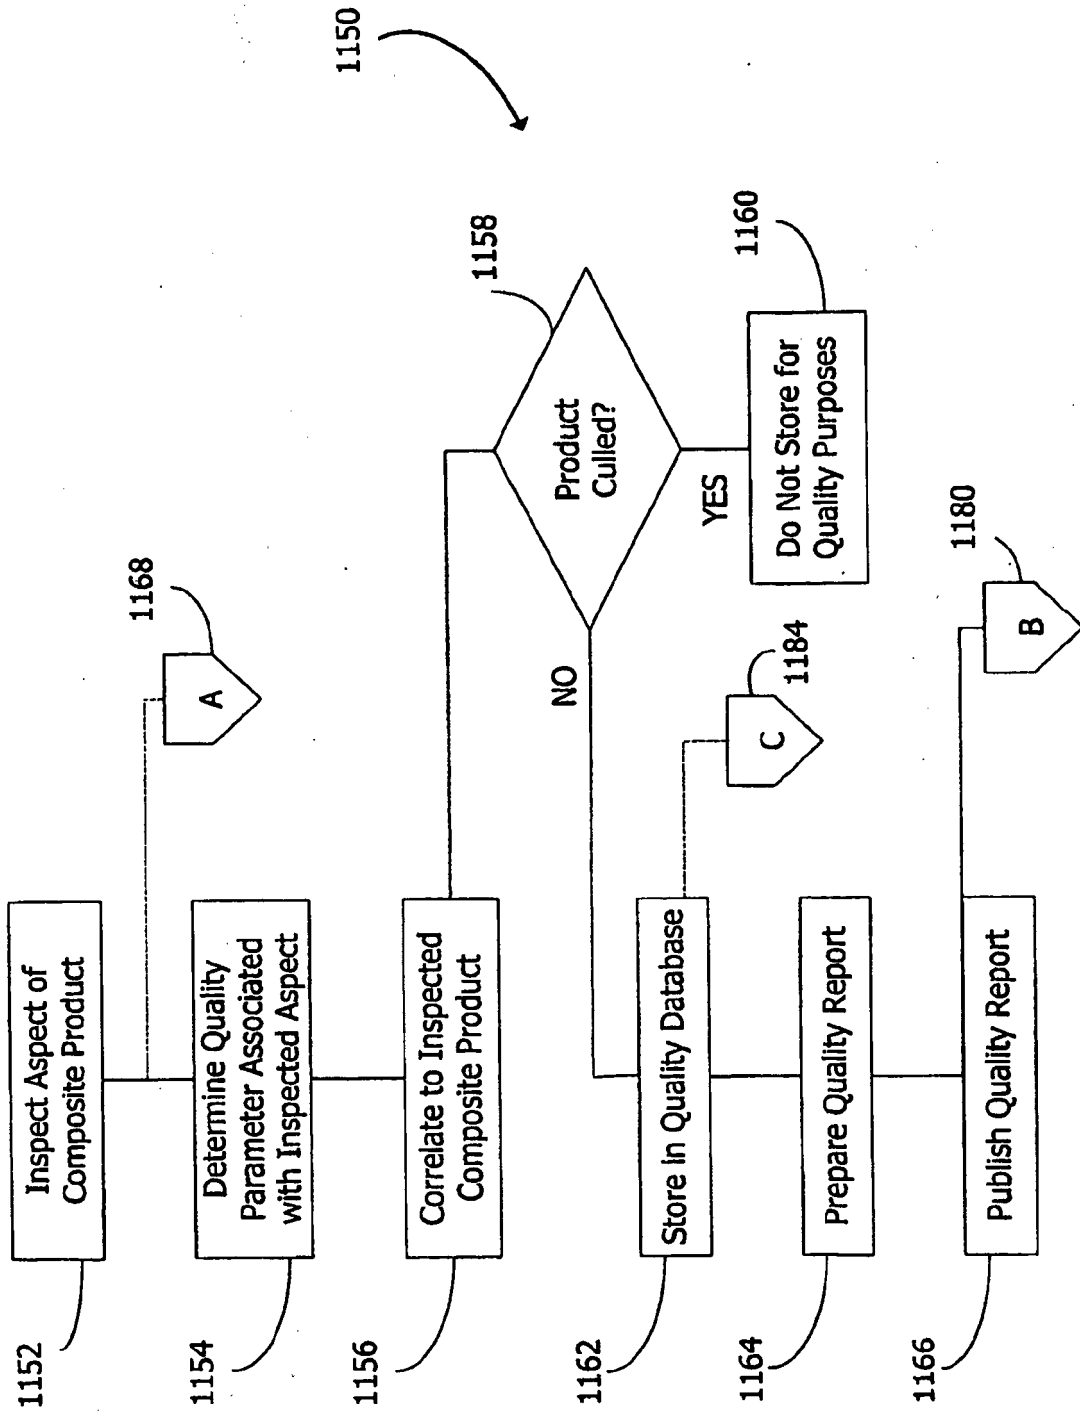 1150
1152
Inspect Aspect of
Composite Product
1168
A
1154
Determine Quality
Parameter Associated
with Inspected Aspect
1156
Correlate to Inspected
Composite Product
1158
Product
Culled?
YES
1160
Do Not Store for
Quality Purposes
NO
1162
Store in Quality Database
C
1184
1164
Prepare Quality Report
1166
Publish Quality Report
B
1180